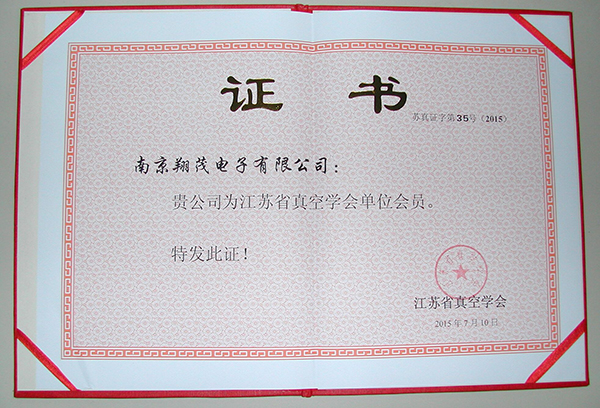 证 书
苏真证字第35号（2015）
南京翔茂电子有限公司：
贵公司为江苏省真空学会单位会员。
特发此证！
江苏省真空学会
2015年7月10日